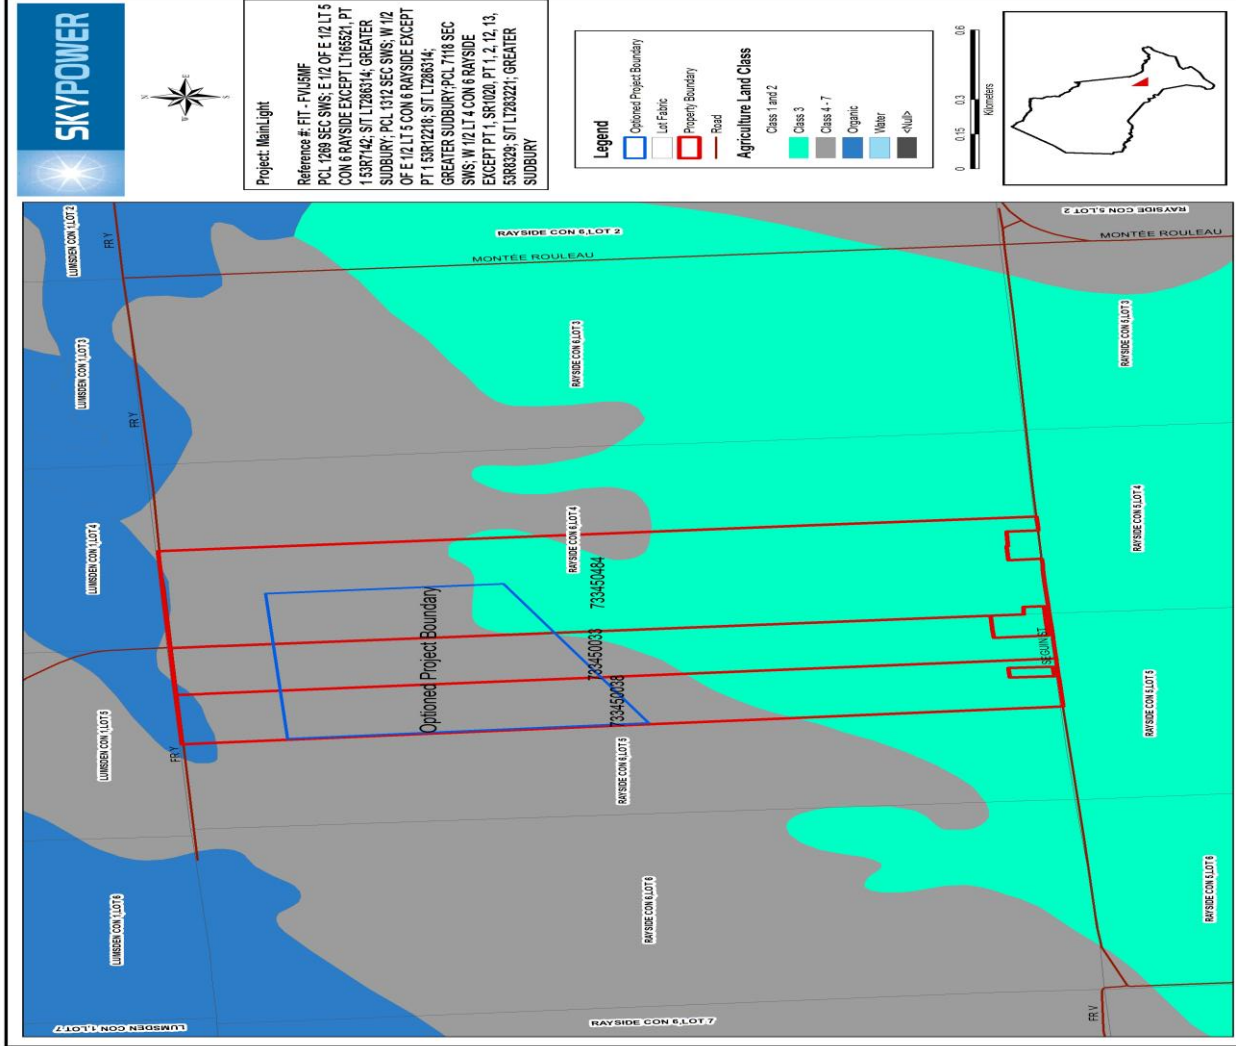 SKYPOWER
N
E
S
W
Project: MainLight
Reference #: FIT - FVIJ5MF
PCL 1269 SEC SWS; E 1/2 OF E 1/2 LT 5
CON 6 RAYSIDE EXCEPT LT165521, PT
1 53R7142; S/T LT286314; GREATER
SUDBURY; PCL 1312 SEC SWS; W 1/2
OF E 1/2 LT 5 CON 6 RAYSIDE EXCEPT
PT 1 53R12218; S/T LT286314;
GREATER SUDBURY;PCL 7118 SEC
SWS; W 1/2 LT 4 CON 6 RAYSIDE
EXCEPT PT 1, SR1020, PT 1, 2, 12, 13,
53R8329; S/T LT283221; GREATER
SUDBURY
Legend
Optioned Project Boundary
Lot Fabric
Property Boundary
Road
Agriculture Land Class
Class 1 and 2
Class 3
Class 4 - 7
Organic
Water
<Null>
0
0.15
0.3
0.6
Kilometers
LUMSDEN CON 1,LOT 7
LUMSDEN CON 1,LOT 6
LUMSDEN CON 1,LOT 5
LUMSDEN CON 1,LOT 4
LUMSDEN CON 1,LOT 3
LUMSDEN CON 1,LOT 2
FR Y
FR Y
FR Y
Optioned Project Boundary
MONTÉE ROULEAU
RAYSIDE CON 6,LOT 2
RAYSIDE CON 6,LOT 3
RAYSIDE CON 6,LOT 4
733450484
733450033
733450038
RAYSIDE CON 6,LOT 5
RAYSIDE CON 6,LOT 6
RAYSIDE CON 6,LOT 7
SEGUIN ST
FR V
MONTÉE ROULEAU
RAYSIDE CON 5,LOT 2
RAYSIDE CON 5,LOT 3
RAYSIDE CON 5,LOT 4
RAYSIDE CON 5,LOT 5
RAYSIDE CON 5,LOT 6